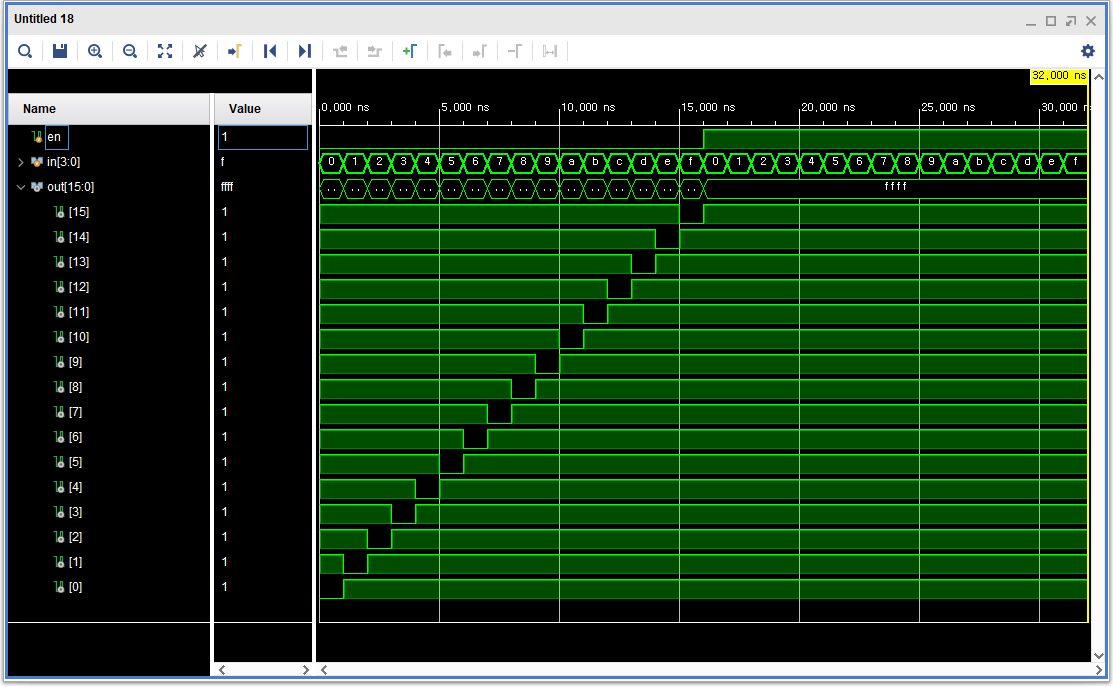 Untitled 18
32,000 ns
Name Value
0,000 ns 5,000 ns 10,000 ns 15,000 ns 20,000 ns 25,000 ns 30,000 n
en 1
in[3:0] f 0 1 2 3 4 5 6 7 8 9 a b c d e f 0 1 2 3 4 5 6 7 8 9 a b c d e f
out[15:0] ffff .. .. .. .. .. .. .. .. .. .. .. .. .. .. .. .. ffff
[15] 1
[14] 1
[13] 1
[12] 1
[11] 1
[10] 1
[9] 1
[8] 1
[7] 1
[6] 1
[5] 1
[4] 1
[3] 1
[2] 1
[1] 1
[0] 1